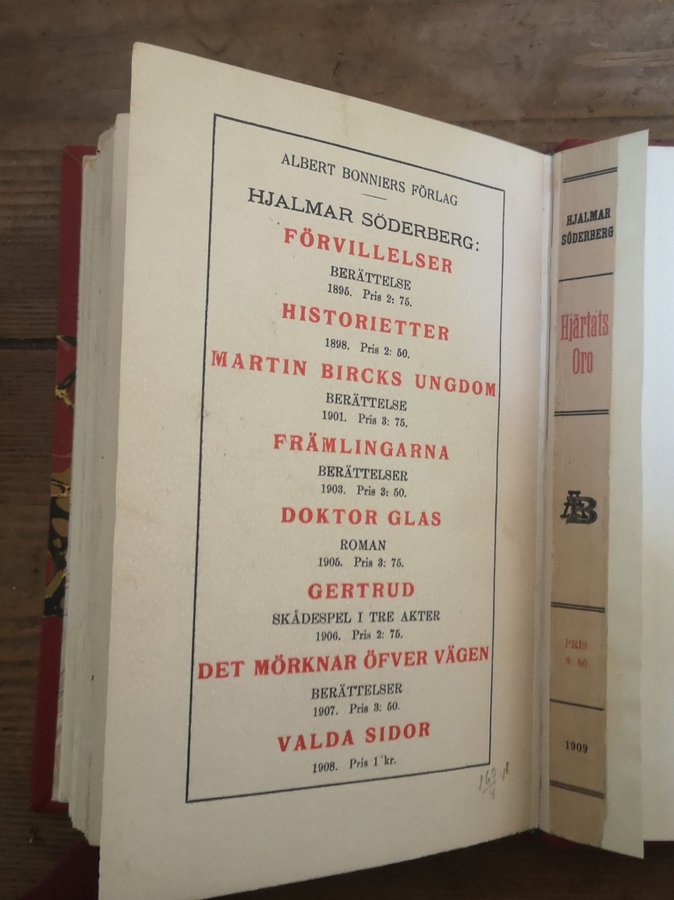 ALBERT BONNIERS FÖRLAG
HJALMAR SÖDERBERG:
FÖRVILLELSER
BERÄTTELSE
1895. Pris 2: 75.
HISTORIETTER
1898. Pris 2: 50.
MARTIN BIRCKS UNGDOM
BERÄTTELSE
1901. Pris 3: 75.
FRÄMLINGARNA
BERÄTTELSER
1903. Pris 3: 50.
DOKTOR GLAS
ROMAN
1905. Pris 3: 75.
GERTRUD
SKÅDESPEL I TRE AKTER
1906. Pris 2: 75.
DET MÖRKNAR ÖFVER VÄGEN
BERÄTTELSER
1907. Pris 3: 50.
VALDA SIDOR
1908. Pris 1 kr.
HJALMAR
SÖDERBERG
Hjärtats
Oro
AB
PRIS
1909